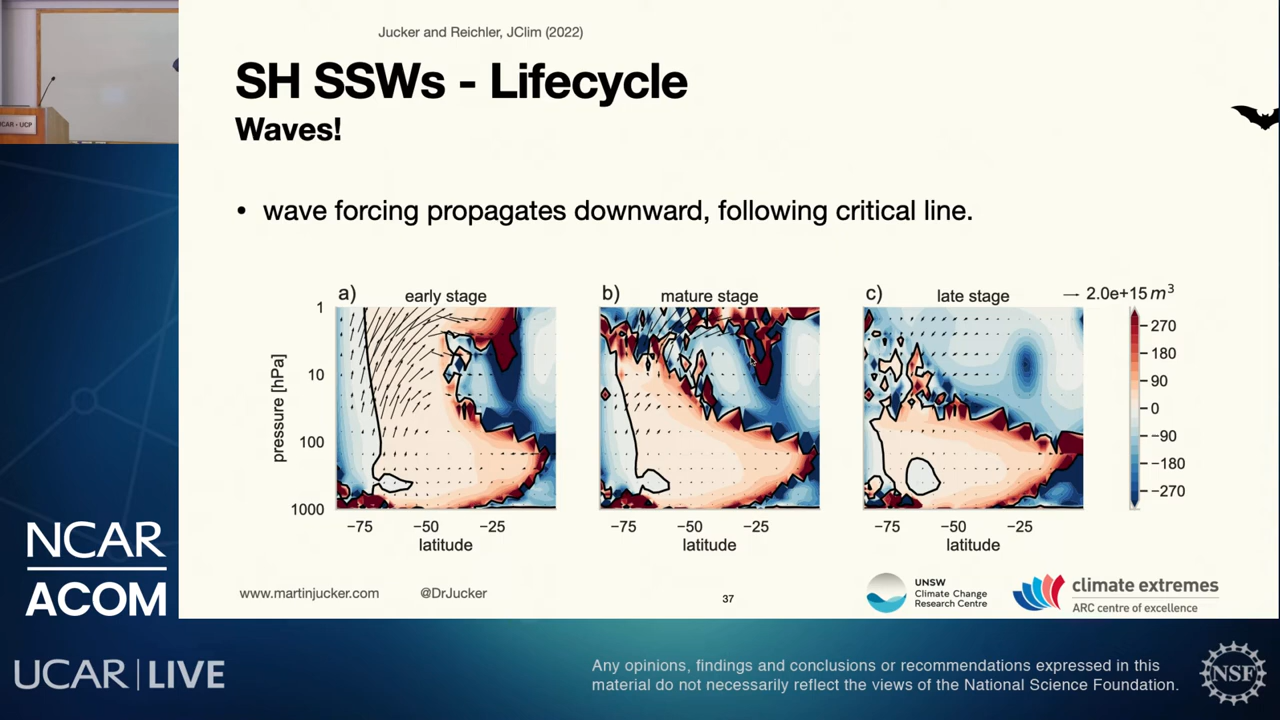 Jucker and Reichler, JClim (2022)
SH SSWs - Lifecycle
Waves!
• wave forcing propagates downward, following critical line.
a) early stage
b) mature stage
c) late stage
2.0e+15 m³
1
10
100
1000
pressure [hPa]
−75 −50 −25
latitude
−75 −50 −25
latitude
−75 −50 −25
latitude
270
180
90
0
−90
−180
−270
www.martinjucker.com @DrJucker
37
UNSW
Climate Change
Research Centre
climate extremes
ARC centre of excellence
NCAR
ACOM
UCAR | LIVE
Any opinions, findings and conclusions or recommendations expressed in this
material do not necessarily reflect the views of the National Science Foundation.
NSF